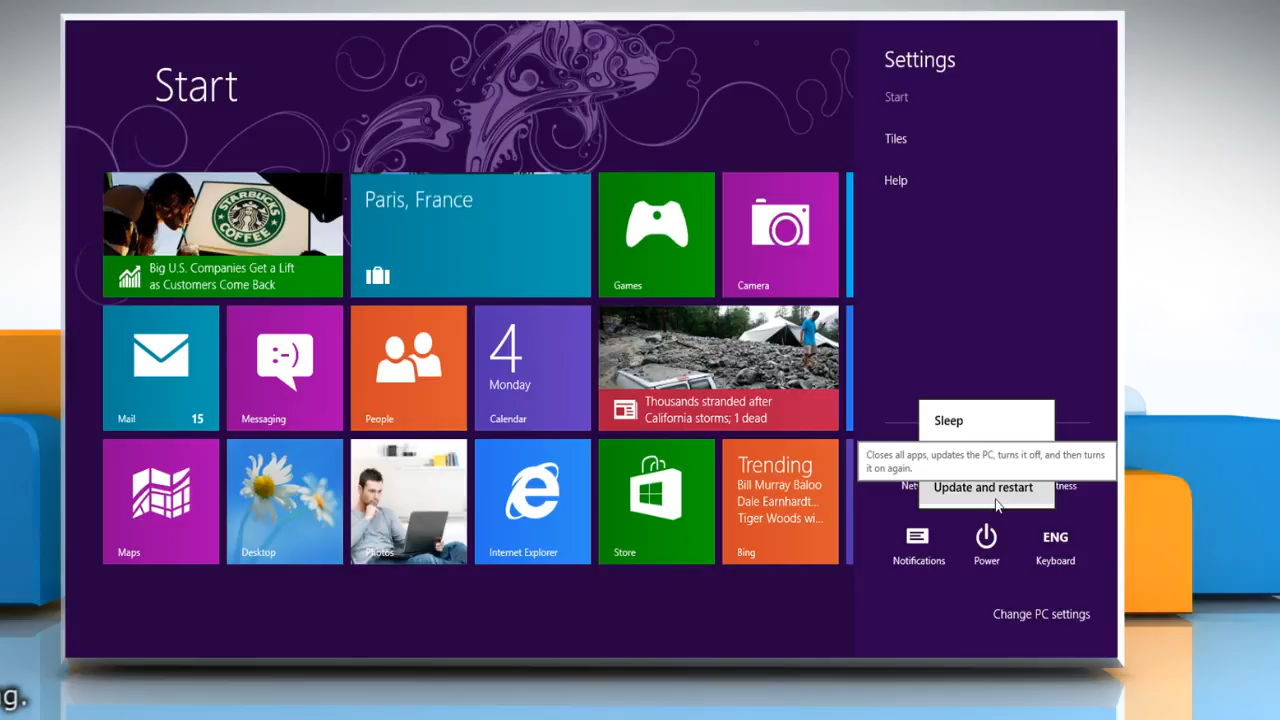 Start
Settings
Start
Tiles
Help
STARBUCKS
COFFEE
Big U.S. Companies Get a Lift
as Customers Come Back
Paris, France
Games
Camera
Mail
15
Messaging
:-)
People
4
Monday
Calendar
Thousands stranded after
California storms; 1 dead
Maps
Desktop
Photos
Internet Explorer
Store
Trending
Bill Murray Baloo
Dale Earnhardt...
Tiger Woods wi...
Bing
Sleep
Closes all apps, updates the PC, turns it off, and then turns
it on again.
Update and restart
Notifications
Power
ENG
Keyboard
Change PC settings